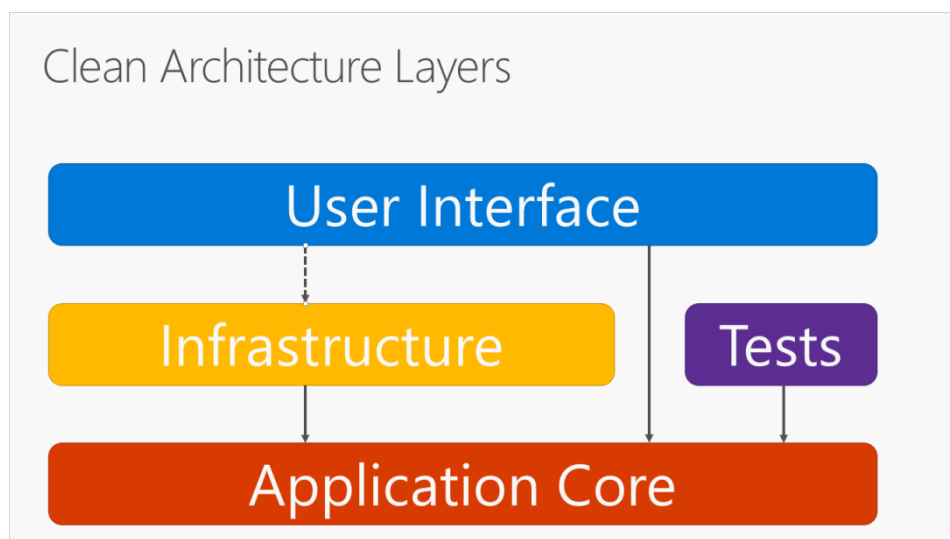 Clean Architecture Layers
User Interface
Infrastructure
Tests
Application Core